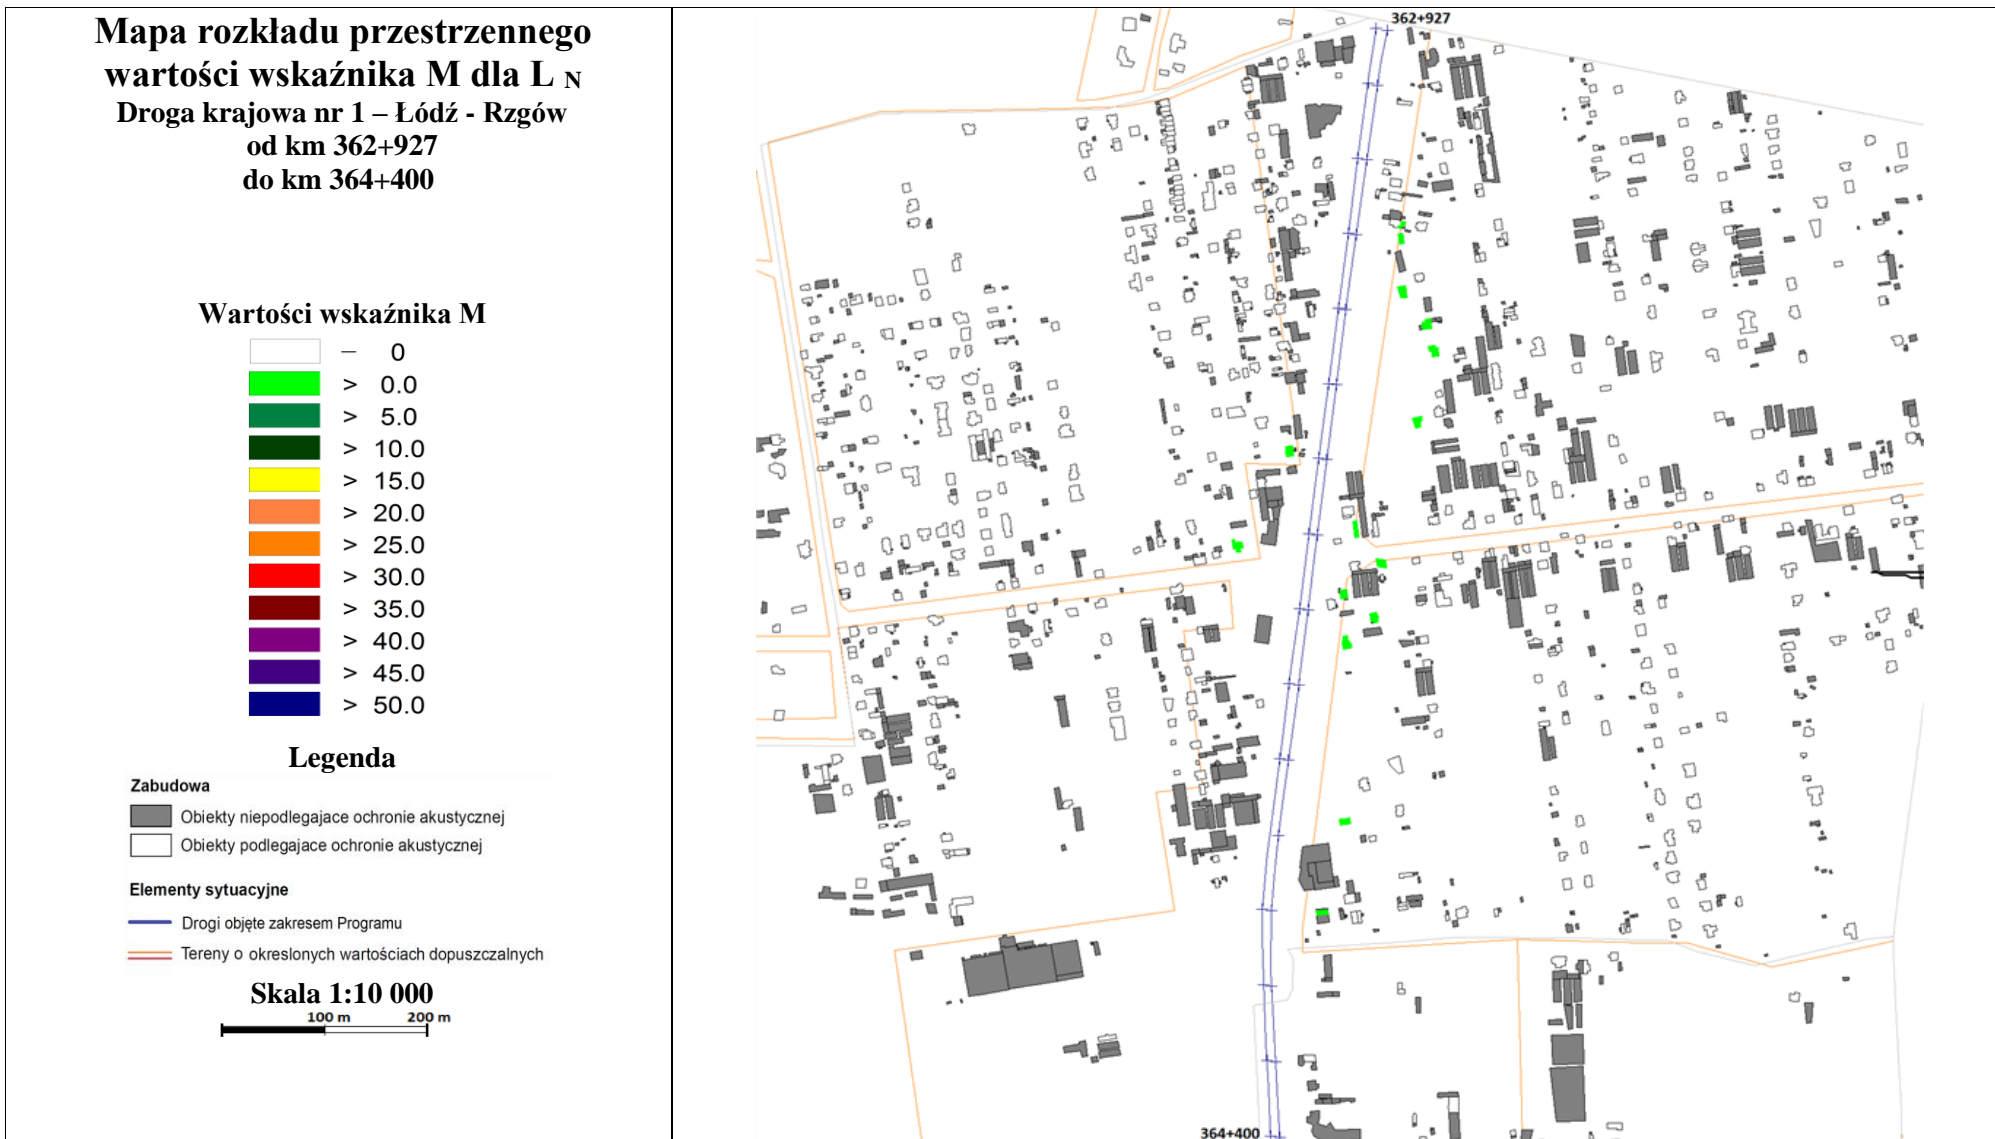 Mapa rozkładu przestrzennego
wartości wskaźnika M dla L N
Droga krajowa nr 1 – Łódź - Rzgów
od km 362+927
do km 364+400
Wartości wskaźnika M
– 0
> 0.0
> 5.0
> 10.0
> 15.0
> 20.0
> 25.0
> 30.0
> 35.0
> 40.0
> 45.0
> 50.0
Legenda
Zabudowa
Obiekty niepodlegajace ochronie akustycznej
Obiekty podlegajace ochronie akustycznej
Elementy sytuacyjne
Drogi objęte zakresem Programu
Tereny o okreslonych wartościach dopuszczalnych
Skala 1:10 000
100 m 200 m
362+927
364+400